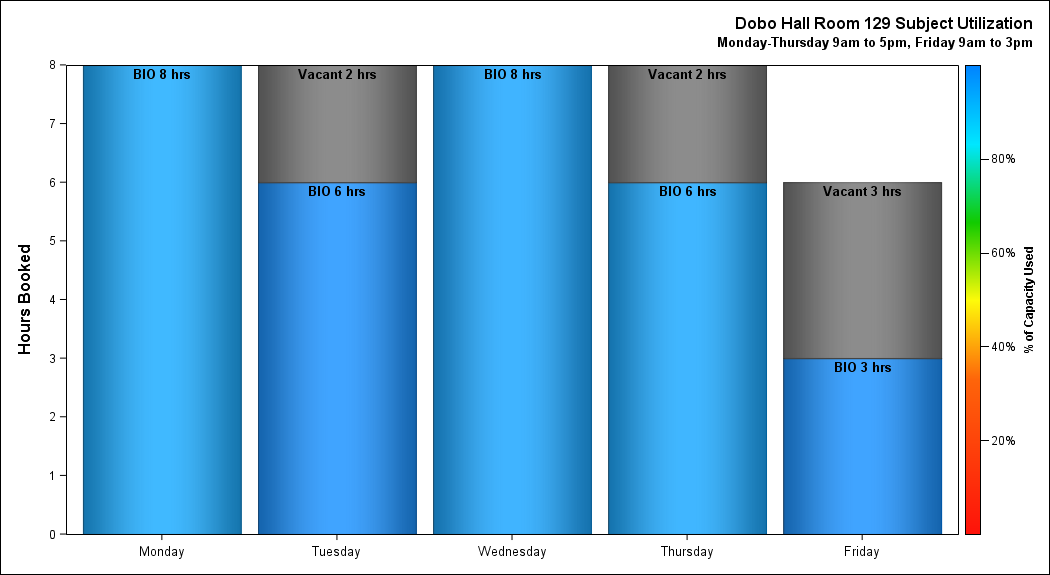 Dobo Hall Room 129 Subject Utilization
Monday-Thursday 9am to 5pm, Friday 9am to 3pm
Hours Booked
8
7
6
5
4
3
2
1
0
BIO 8 hrs
Vacant 2 hrs
BIO 6 hrs
BIO 8 hrs
Vacant 2 hrs
BIO 6 hrs
Vacant 3 hrs
BIO 3 hrs
Monday
Tuesday
Wednesday
Thursday
Friday
80%
60%
40%
20%
% of Capacity Used